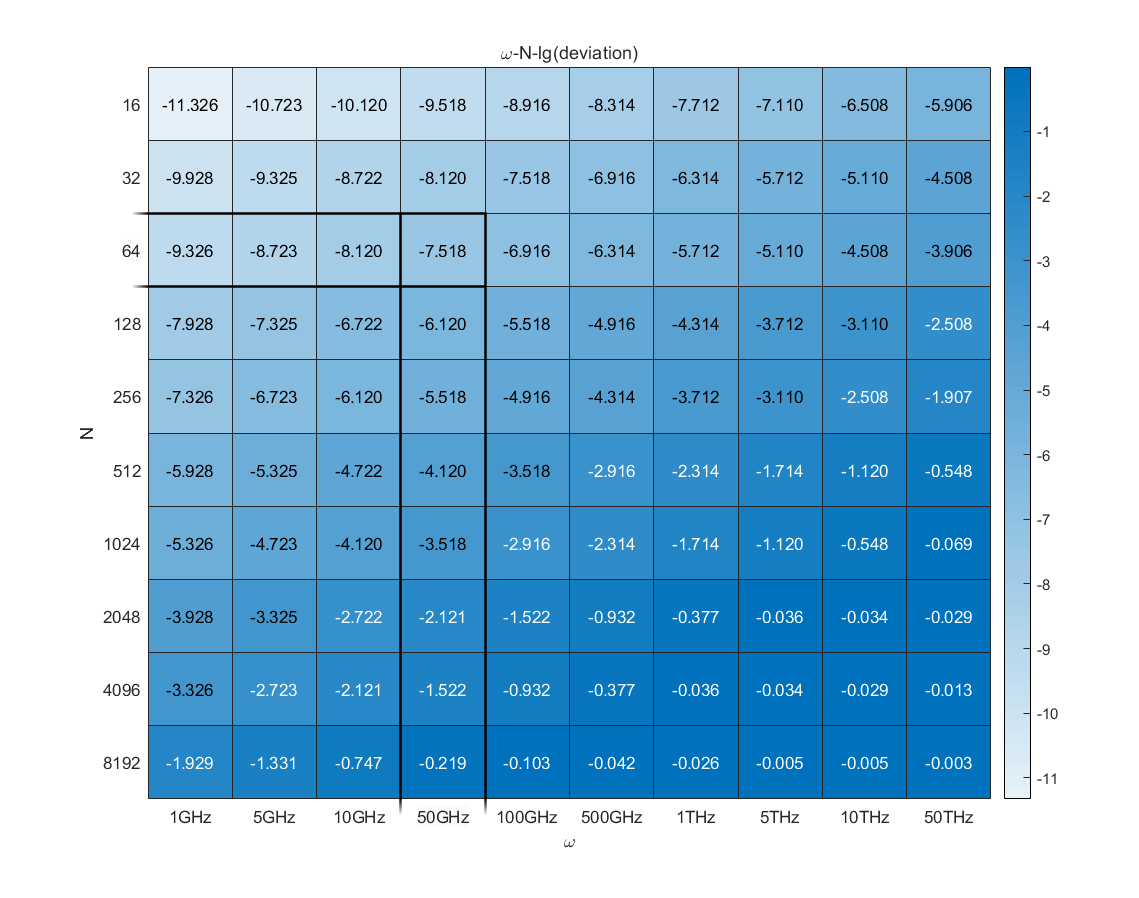 ω-N-lg(deviation)
16 -11.326 -10.723 -10.120 -9.518 -8.916 -8.314 -7.712 -7.110 -6.508 -5.906
-1
32 -9.928 -9.325 -8.722 -8.120 -7.518 -6.916 -6.314 -5.712 -5.110 -4.508
-2
64 -9.326 -8.723 -8.120 -7.518 -6.916 -6.314 -5.712 -5.110 -4.508 -3.906
-3
128 -7.928 -7.325 -6.722 -6.120 -5.518 -4.916 -4.314 -3.712 -3.110 -2.508
-4
256 -7.326 -6.723 -6.120 -5.518 -4.916 -4.314 -3.712 -3.110 -2.508 -1.907
-5
N
-6
512 -5.928 -5.325 -4.722 -4.120 -3.518 -2.916 -2.314 -1.714 -1.120 -0.548
-7
1024 -5.326 -4.723 -4.120 -3.518 -2.916 -2.314 -1.714 -1.120 -0.548 -0.069
-8
2048 -3.928 -3.325 -2.722 -2.121 -1.522 -0.932 -0.377 -0.036 -0.034 -0.029
-9
4096 -3.326 -2.723 -2.121 -1.522 -0.932 -0.377 -0.036 -0.034 -0.029 -0.013
-10
8192 -1.929 -1.331 -0.747 -0.219 -0.103 -0.042 -0.026 -0.005 -0.005 -0.003
-11
1GHz 5GHz 10GHz 50GHz 100GHz 500GHz 1THz 5THz 10THz 50THz
ω